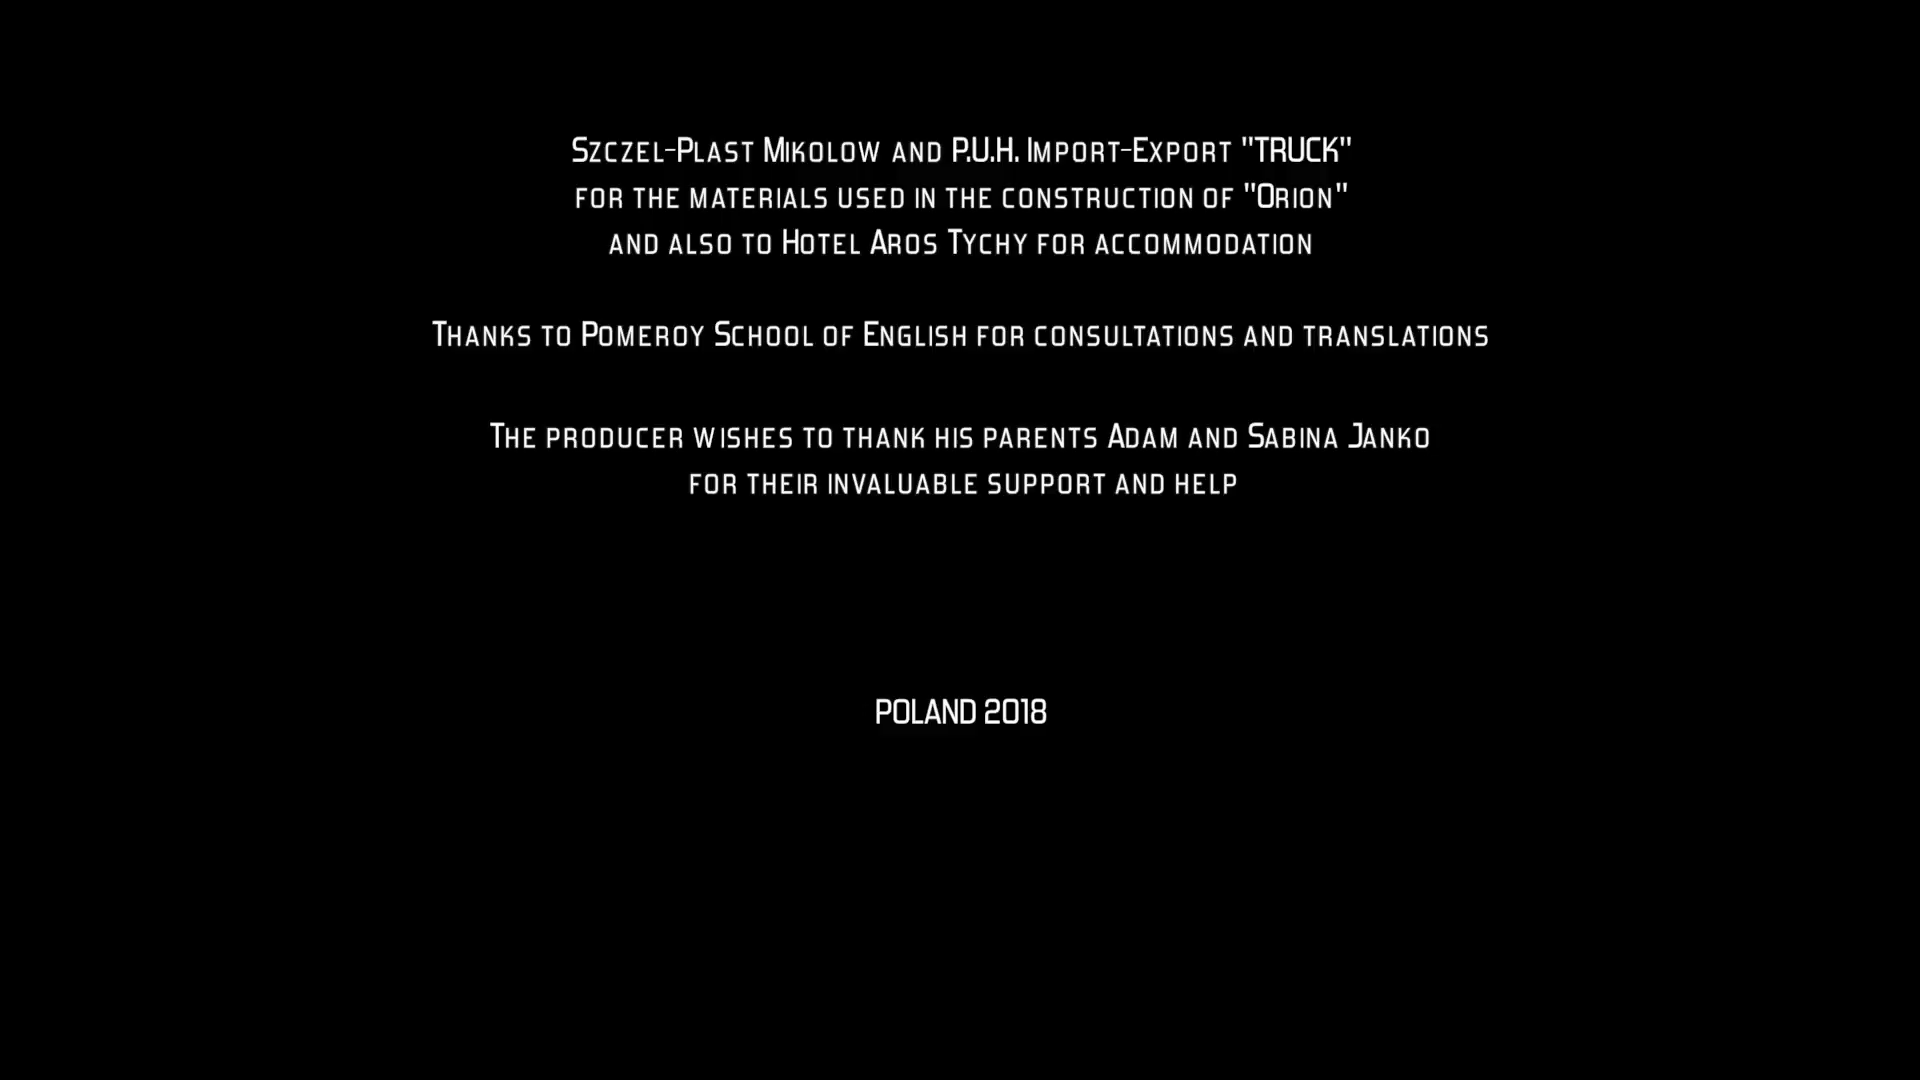 Szczel-Plast Mikolow and P.U.H. Import-Export "TRUCK"
for the materials used in the construction of "Orion"
and also to Hotel Aros Tychy for accommodation
Thanks to Pomeroy School of English for consultations and translations
The producer wishes to thank his parents Adam and Sabina Janko
for their invaluable support and help
POLAND 2018